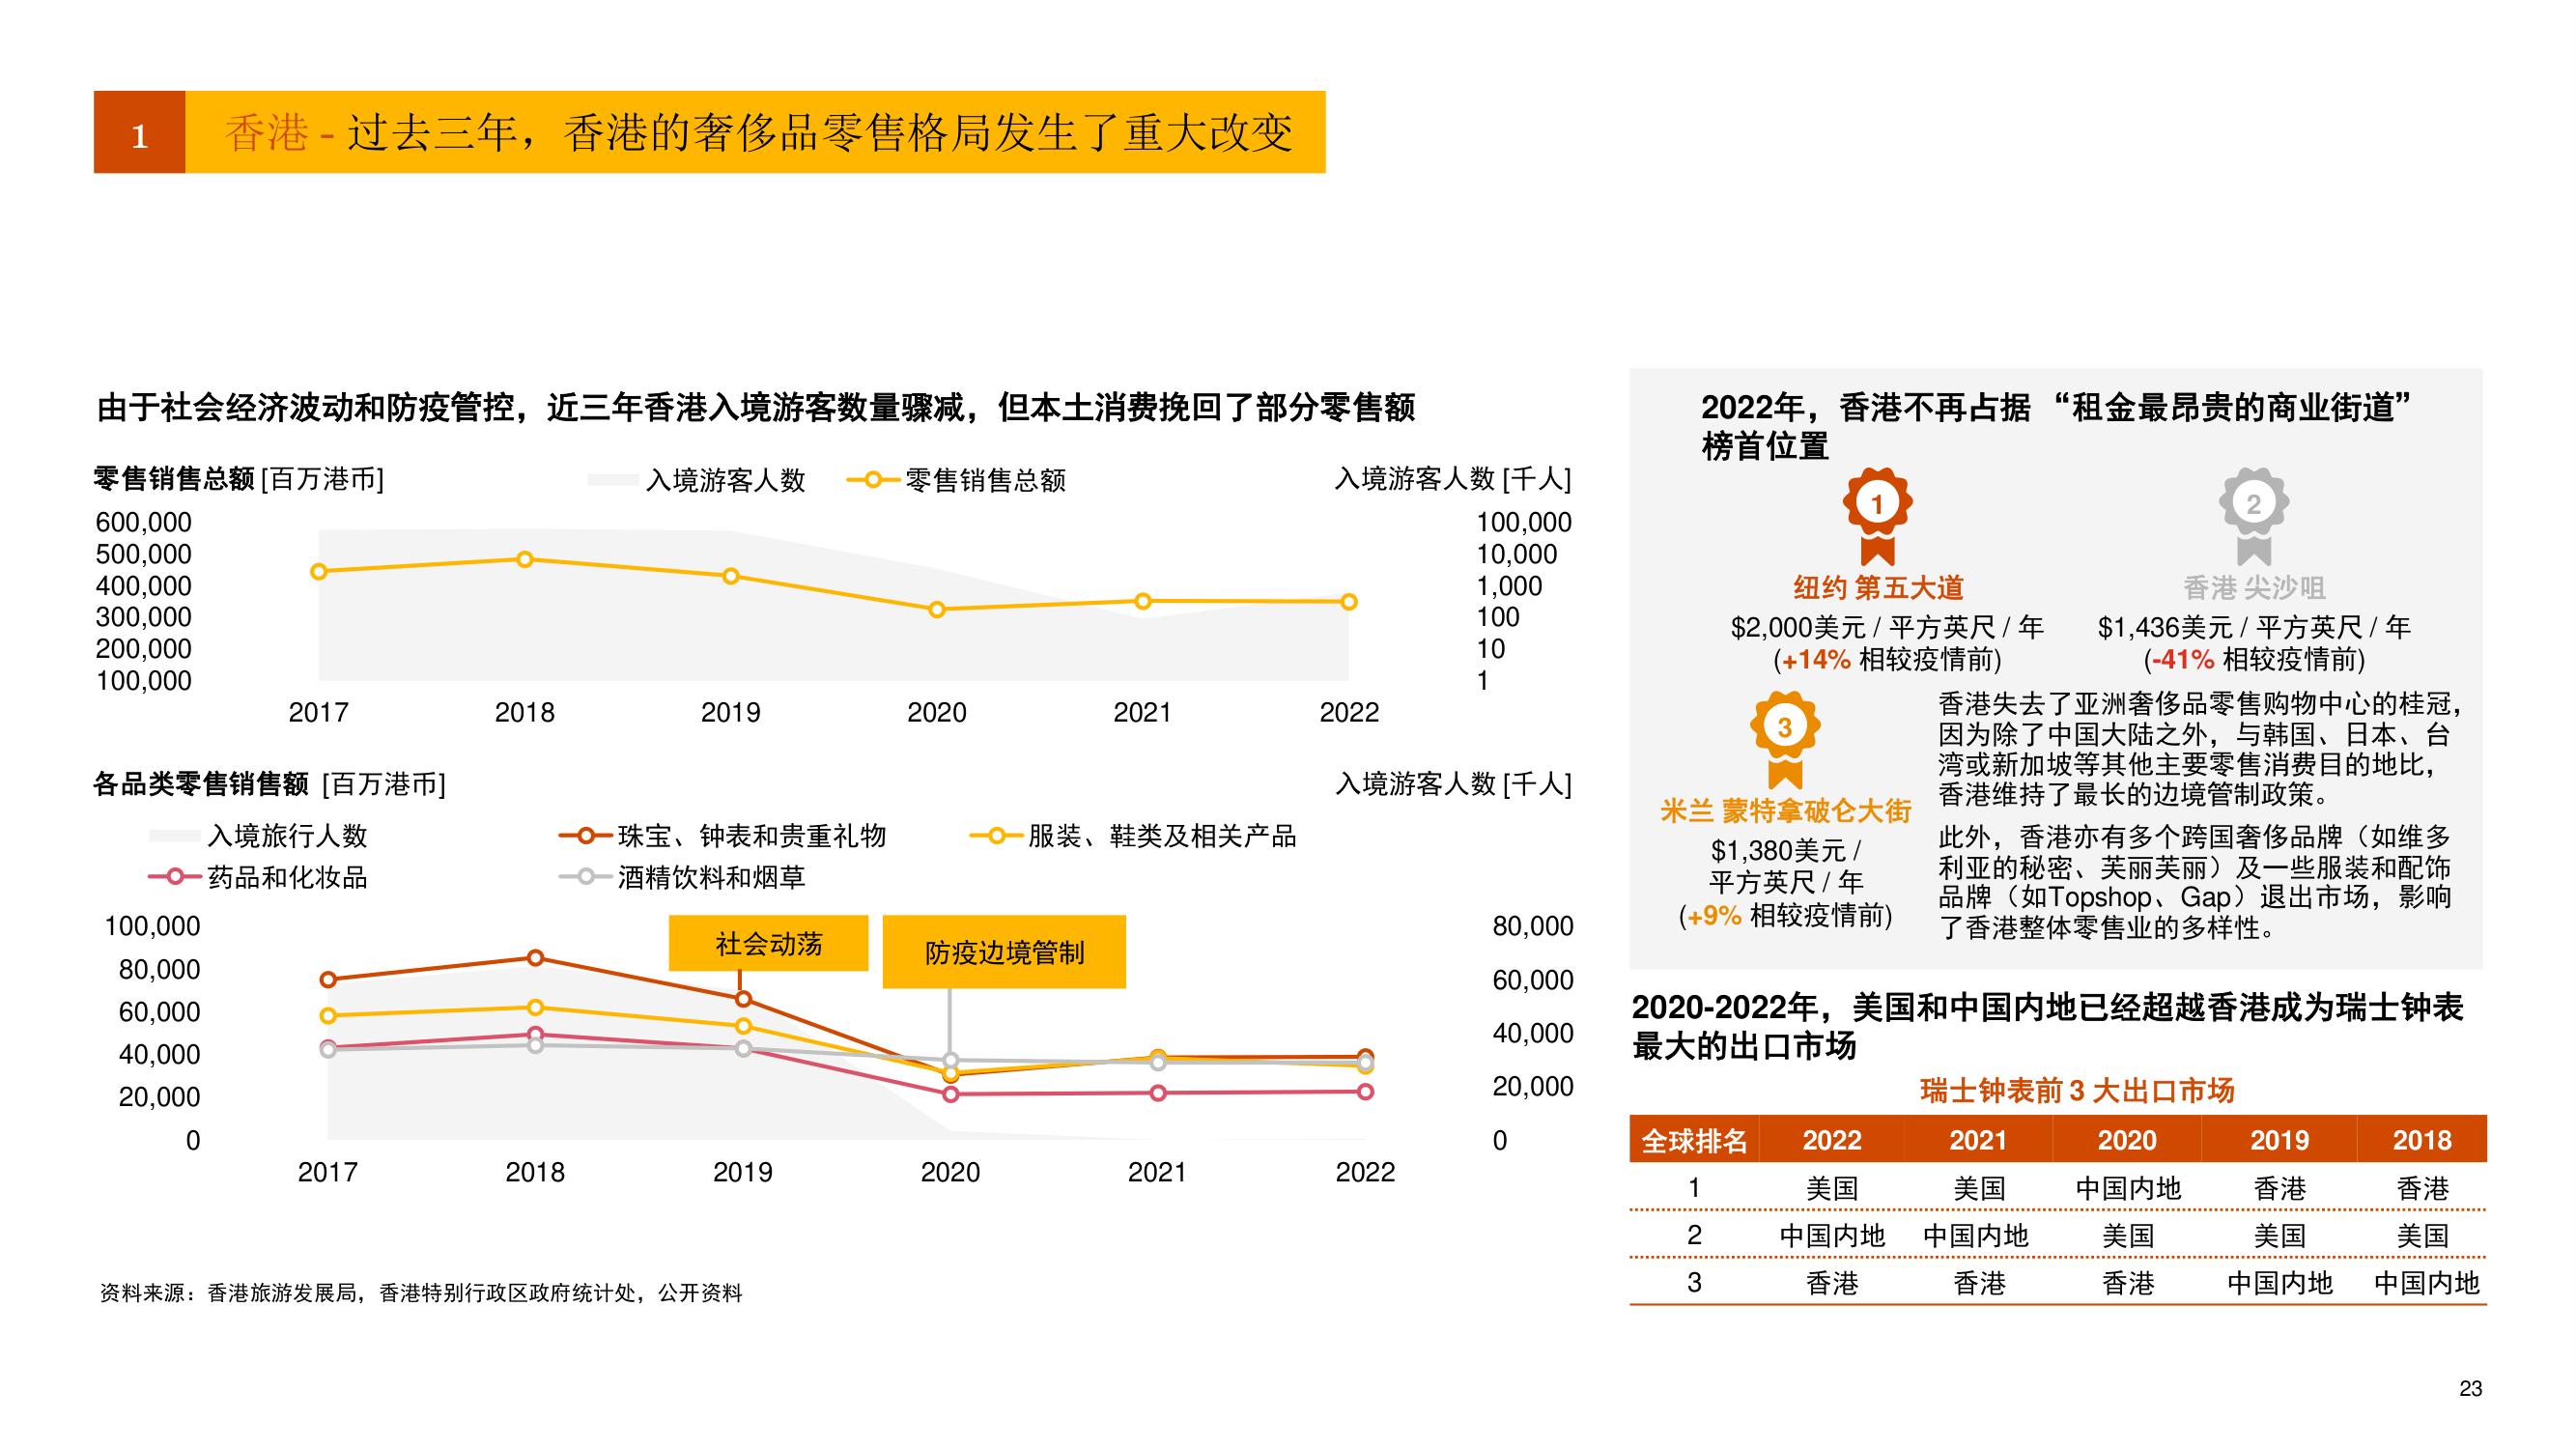 1
香港 - 过去三年，香港的奢侈品零售格局发生了重大改变
由于社会经济波动和防疫管控，近三年香港入境游客数量骤减，但本土消费挽回了部分零售额
零售销售总额 [百万港币]
入境游客人数
零售销售总额
入境游客人数 [千人]
600,000
500,000
400,000
300,000
200,000
100,000
100,000
10,000
1,000
100
10
1
2017
2018
2019
2020
2021
2022
各品类零售销售额 [百万港币]
入境游客人数 [千人]
入境旅行人数
珠宝、钟表和贵重礼物
服装、鞋类及相关产品
药品和化妆品
酒精饮料和烟草
100,000
80,000
60,000
40,000
20,000
0
社会动荡
防疫边境管制
80,000
60,000
40,000
20,000
0
2017
2018
2019
2020
2021
2022
资料来源：香港旅游发展局，香港特别行政区政府统计处，公开资料
2022年，香港不再占据“租金最昂贵的商业街道”
榜首位置
1
纽约 第五大道
$2,000美元 / 平方英尺 / 年
(+14% 相较疫情前)
2
香港 尖沙咀
$1,436美元 / 平方英尺 / 年
(-41% 相较疫情前)
3
米兰 蒙特拿破仑大街
$1,380美元 /
平方英尺 / 年
(+9% 相较疫情前)
香港失去了亚洲奢侈品零售购物中心的桂冠，
因为除了中国大陆之外，与韩国、日本、台
湾或新加坡等其他主要零售消费目的地比，
香港维持了最长的边境管制政策。
此外，香港亦有多个跨国奢侈品牌（如维多
利亚的秘密、芙丽芙丽）及一些服装和配饰
品牌（如Topshop、Gap）退出市场，影响
了香港整体零售业的多样性。
2020-2022年，美国和中国内地已经超越香港成为瑞士钟表
最大的出口市场
瑞士钟表前 3 大出口市场
全球排名 2022 2021 2020 2019 2018
1 美国 美国 中国内地 香港 香港
2 中国内地 中国内地 美国 美国 美国
3 香港 香港 香港 中国内地 中国内地
23